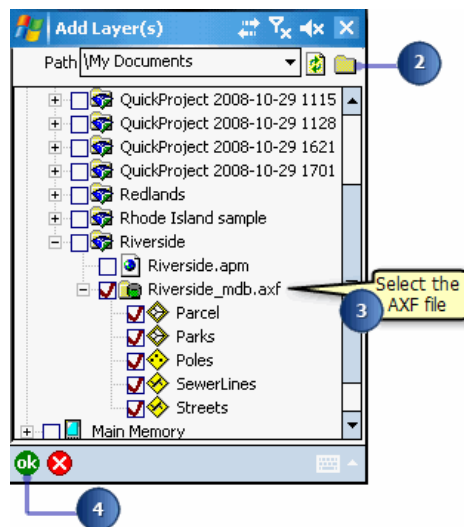 Add Layer(s)
Path \My Documents
2
QuickProject 2008-10-29 1115
QuickProject 2008-10-29 1128
QuickProject 2008-10-29 1621
QuickProject 2008-10-29 1701
Redlands
Rhode Island sample
Riverside
Riverside.apm
Riverside_mdb.axf
Select the
AXF file
3
Parcel
Parks
Poles
SewerLines
Streets
Main Memory
ok
4